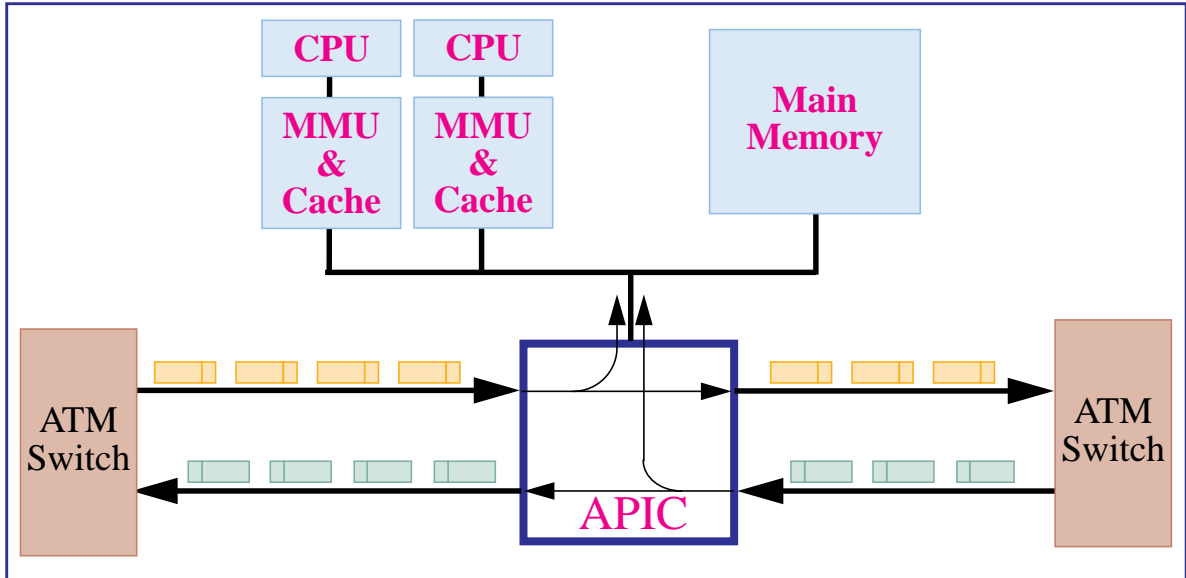 CPU
CPU
MMU
&
Cache
MMU
&
Cache
Main
Memory
ATM
Switch
APIC
ATM
Switch